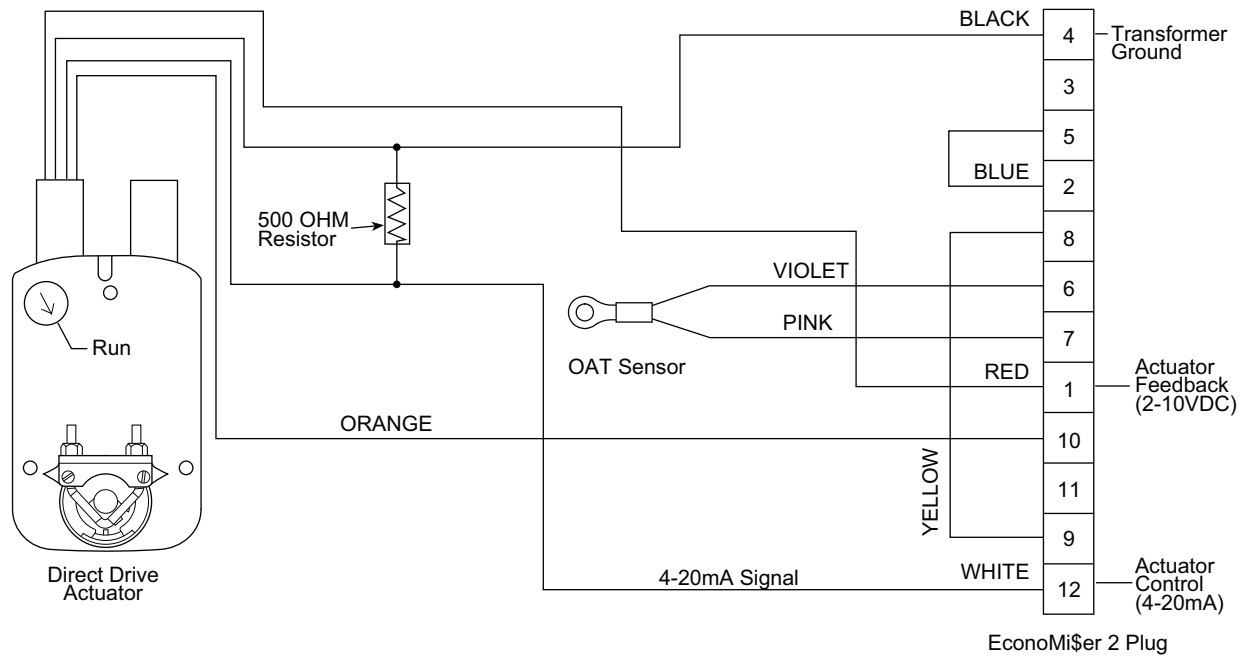 BLACK
4
Transformer
Ground
3
5
BLUE
2
500 OHM
Resistor
8
VIOLET
6
PINK
7
Run
OAT Sensor
RED
1
Actuator
Feedback
(2-10VDC)
ORANGE
10
YELLOW
11
9
Direct Drive
Actuator
4-20mA Signal
WHITE
12
Actuator
Control
(4-20mA)
EconoMi$er 2 Plug